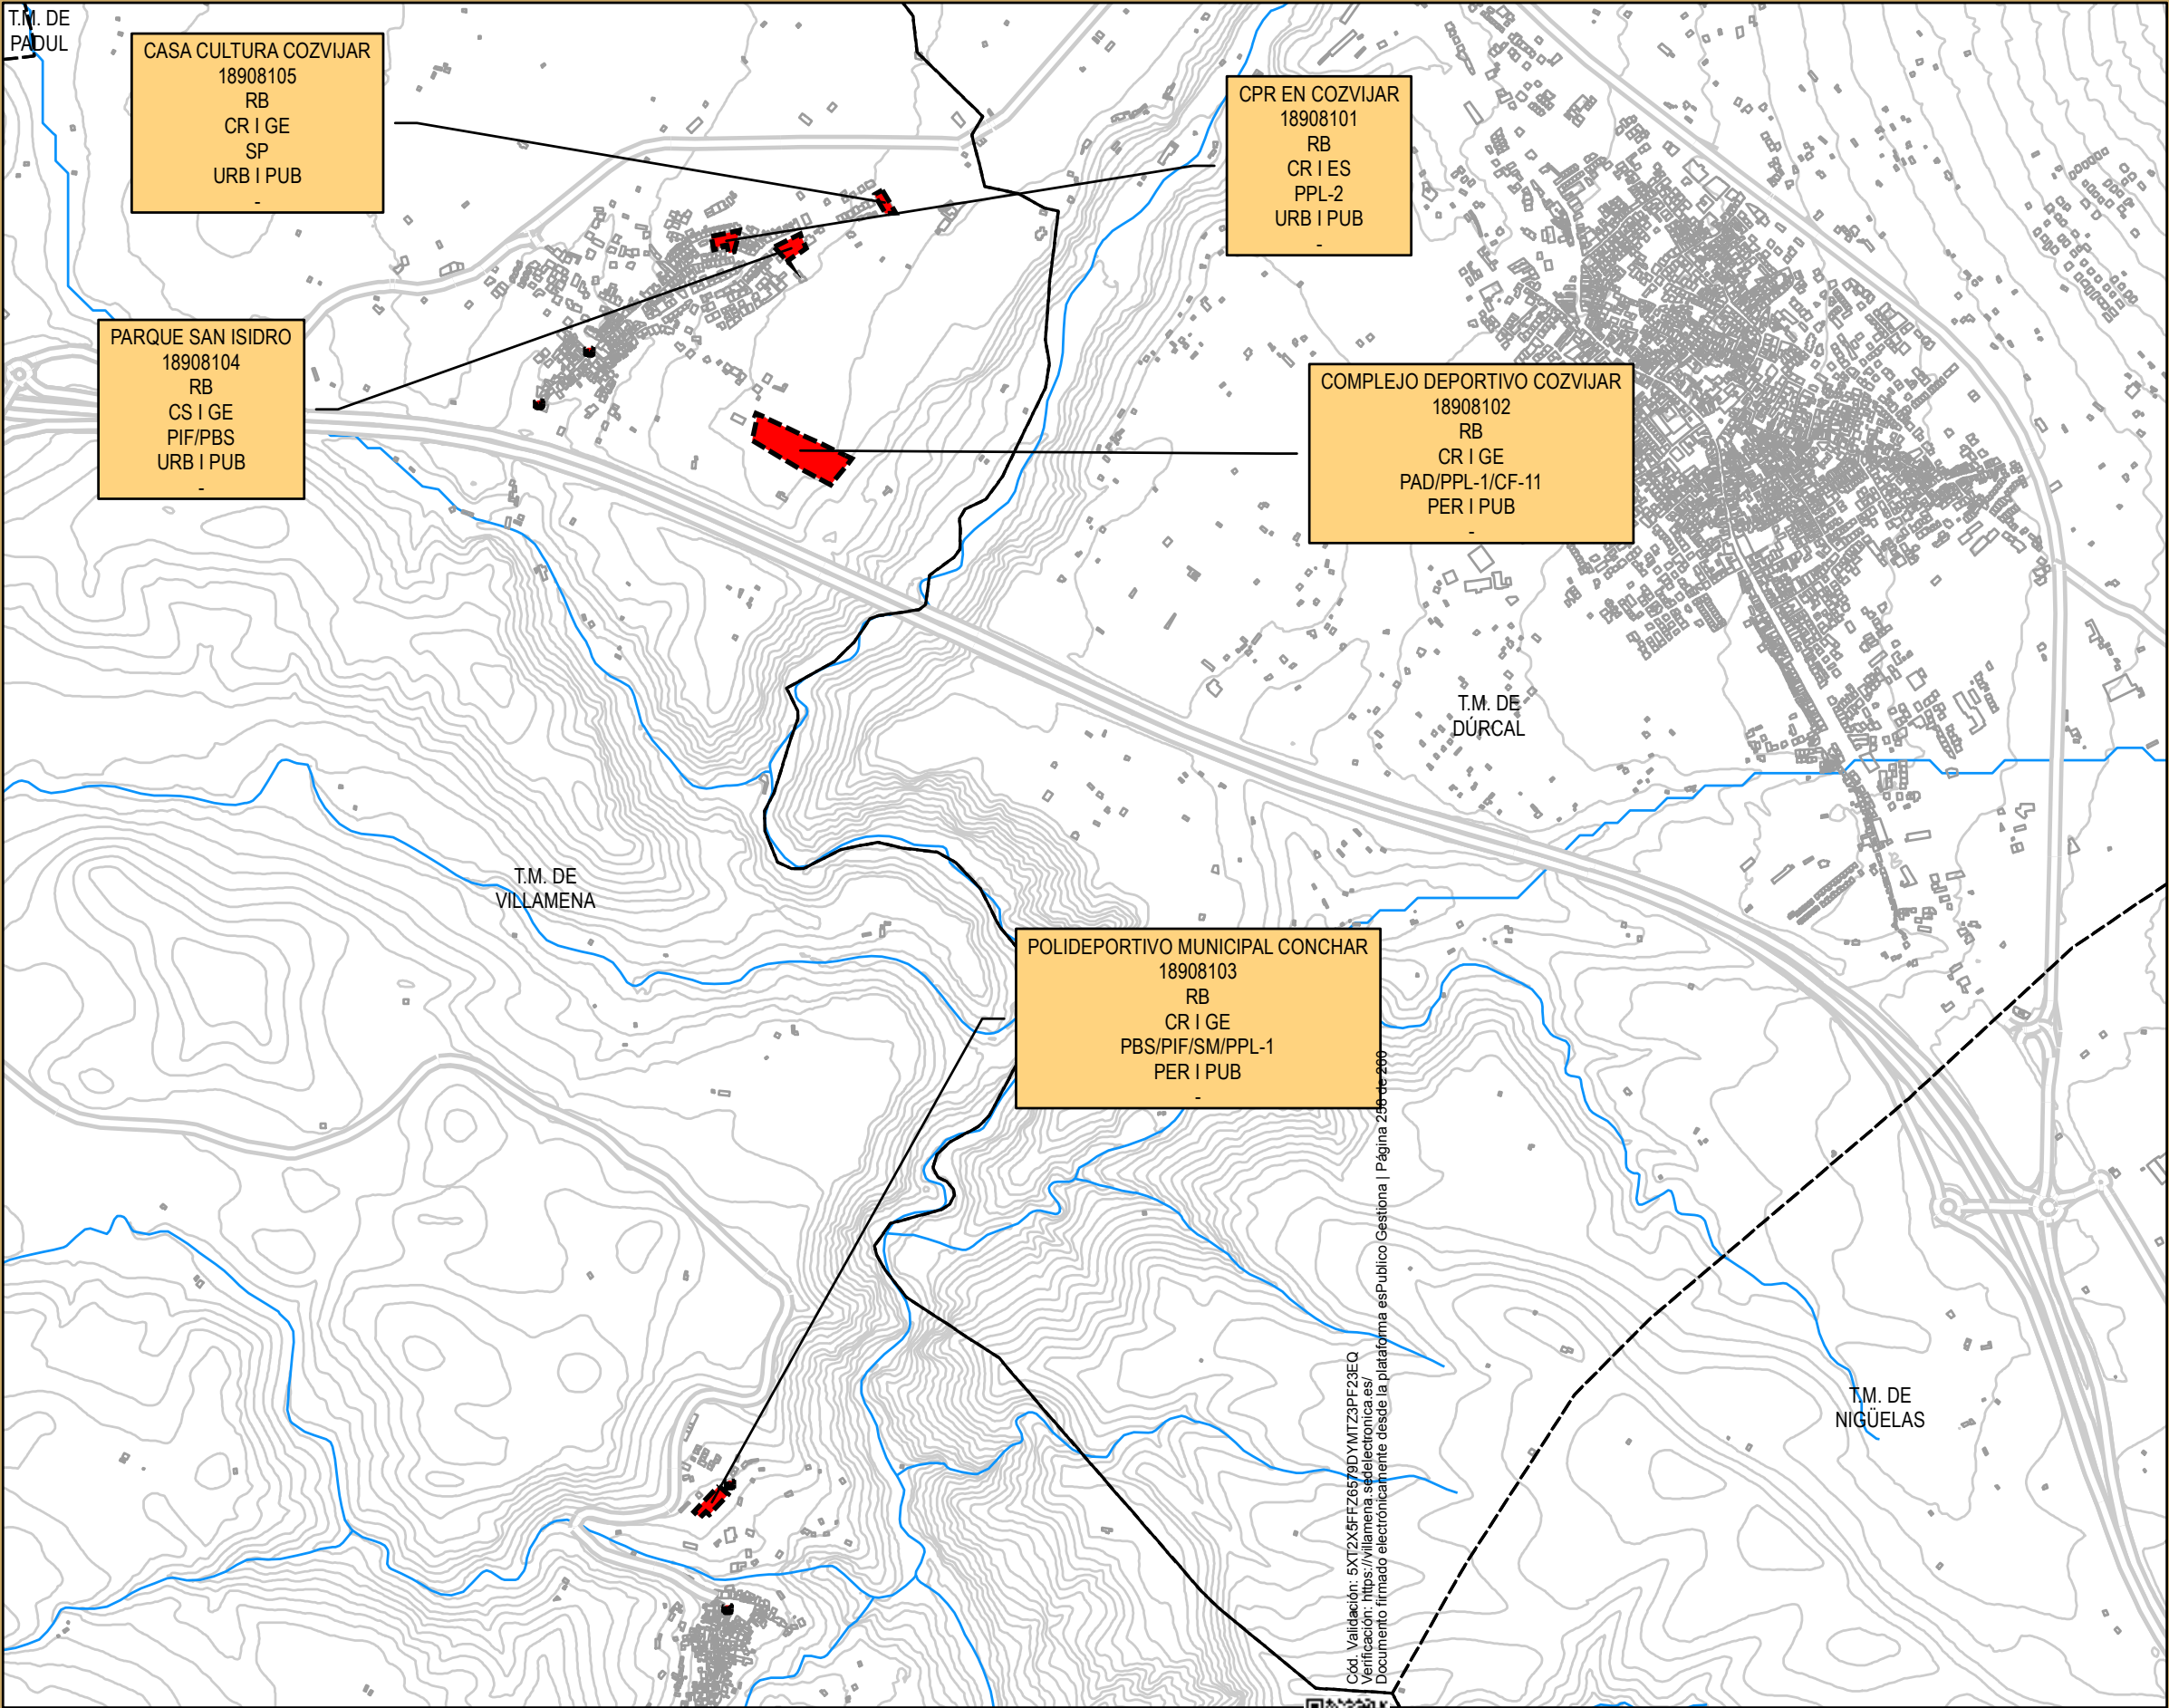 T.M. DE
PADUL
CASA CULTURA COZVIJAR
18908105
RB
CR I GE
SP
URB I PUB
-
CPR EN COZVIJAR
18908101
RB
CR I ES
PPL-2
URB I PUB
-
PARQUE SAN ISIDRO
18908104
RB
CS I GE
PIF/PBS
URB I PUB
-
COMPLEJO DEPORTIVO COZVIJAR
18908102
RB
CR I GE
PAD/PPL-1/CF-11
PER I PUB
-
T.M. DE
DÚRCAL
T.M. DE
VILLAMENA
POLIDEPORTIVO MUNICIPAL CONCHAR
18908103
RB
CR I GE
PBS/PIF/SM/PPL-1
PER I PUB
-
T.M. DE
NIGÜELAS
Cód. Validación: 5XT2X5FFZ6579DYMTZ3PF23EQ
Verificación: https://villamena.sedelectronica.es/
Documento firmado electrónicamente desde la plataforma esPublico Gestiona | Página 258 de 260